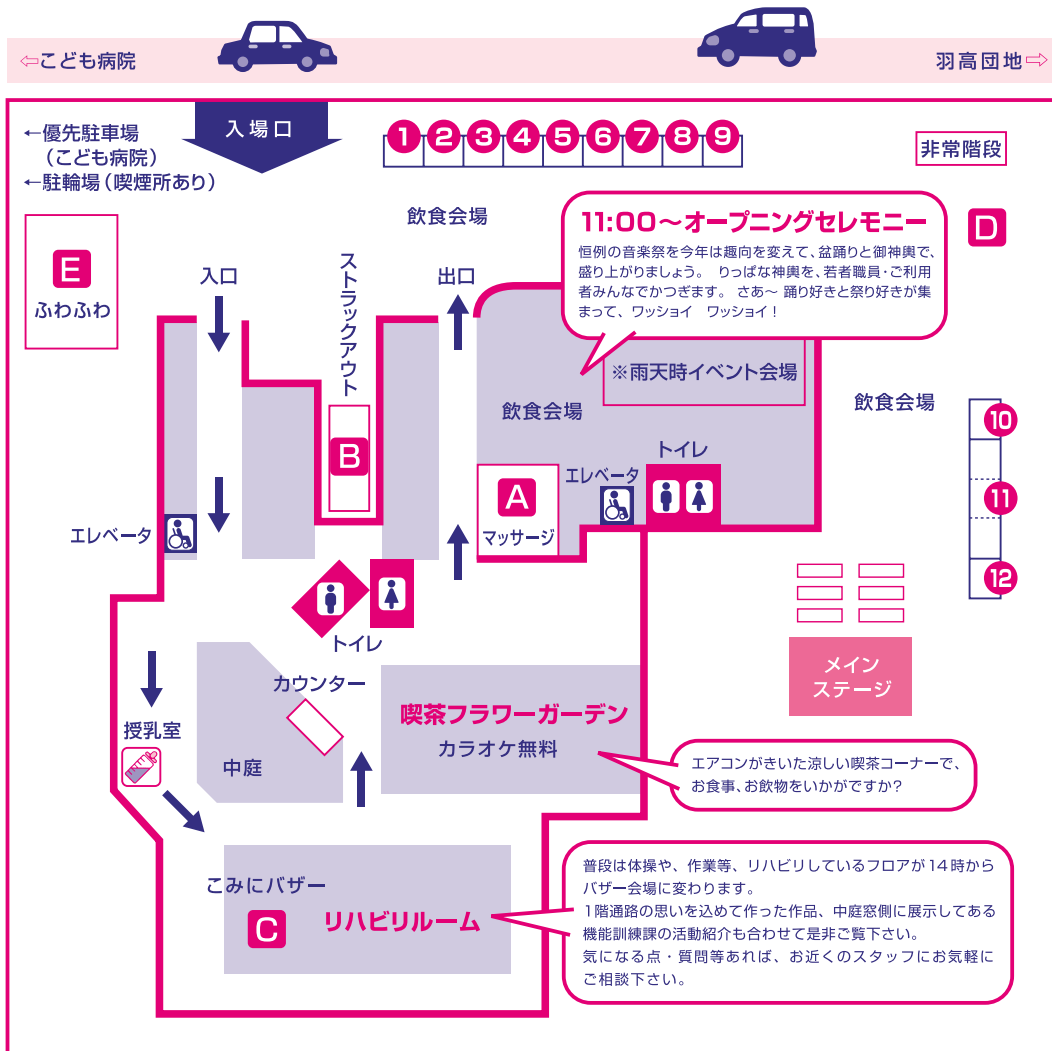 ⇦こども病院
羽高団地⇨
←優先駐車場
(こども病院)
←駐輪場(喫煙所あり)
入場口
1 2 3 4 5 6 7 8 9
非常階段
飲食会場
D
11:00〜オープニングセレモニー
恒例の音楽祭を今年は趣向を変えて、盆踊りと御神輿で、
盛り上がりましょう。 りっぱな神輿を、若者職員・ご利用
者みんなでかつぎます。 さあ〜 踊り好きと祭り好きが集
まって、ワッショイ ワッショイ!
E
ふわふわ
入口
ストラックアウト
出口
※雨天時イベント会場
飲食会場
飲食会場
10
11
12
B
トイレ
エレベータ
A
マッサージ
エレベータ
トイレ
メイン
ステージ
カウンター
喫茶フラワーガーデン
カラオケ無料
授乳室
中庭
エアコンがきいた涼しい喫茶コーナーで、
お食事、お飲物をいかがですか?
こみにバザー
C
リハビリルーム
普段は体操や、作業等、リハビリしているフロアが14時から
バザー会場に変わります。
1階通路の思いを込めて作った作品、中庭窓側に展示してある
機能訓練課の活動紹介も合わせて是非ご覧下さい。
気になる点・質問等あれば、お近くのスタッフにお気軽に
ご相談下さい。